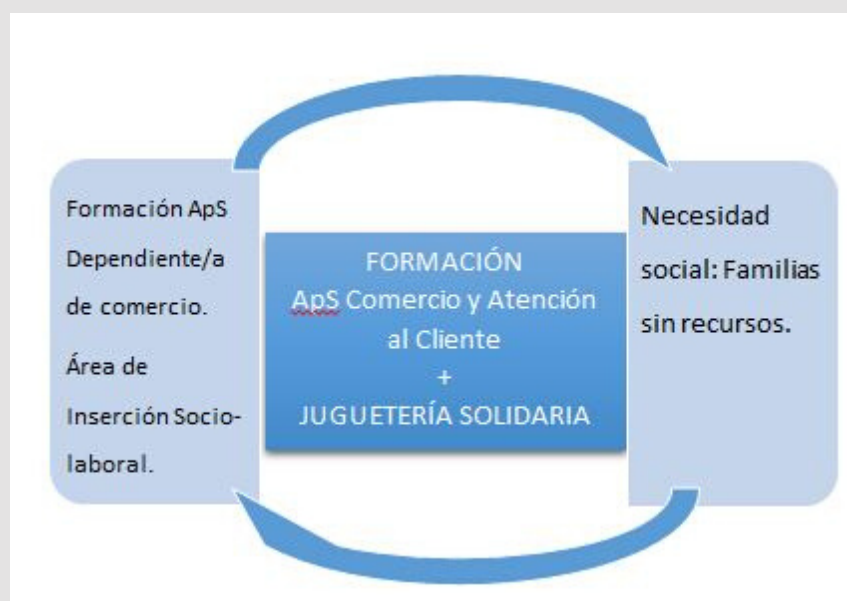 Formación ApS
Dependiente/a
de comercio.
Área de
Inserción Socio-
laboral.
FORMACIÓN
ApS Comercio y Atención
al Cliente
+
JUGUETERÍA SOLIDARIA
Necesidad
social: Familias
sin recursos.